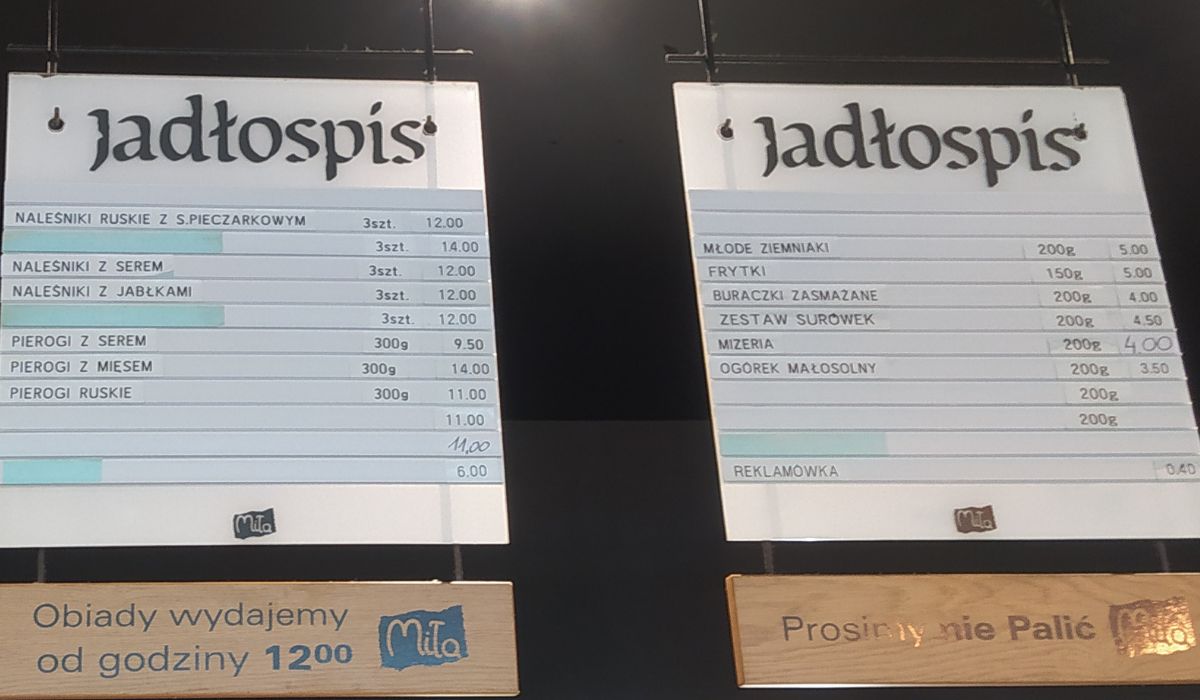 Jadłospis
NALEŚNIKI RUSKIE Z S.PIECZARKOWYM 3szt. 12.00
3szt. 14.00
NALEŚNIKI Z SEREM 3szt. 12.00
NALEŚNIKI Z JABŁKAMI 3szt. 12.00
3szt. 12.00
PIEROGI Z SEREM 300g 9.50
PIEROGI Z MIESEM 300g 14.00
PIEROGI RUSKIE 300g 11.00
11.00
11,00
6.00
MiTa
Obiady wydajemy
od godziny 12⁰⁰
MiTa
Jadłospis
MŁODE ZIEMNIAKI 200g 5.00
FRYTKI 150g 5.00
BURACZKI ZASMAŻANE 200g 4.00
ZESTAW SURÓWEK 200g 4.50
MIZERIA 200g 4,00
OGÓREK MAŁOSOLNY 200g 3.50
200g
200g
REKLAMÓWKA 0.40
MiTa
Prosimy nie Palić MiTa